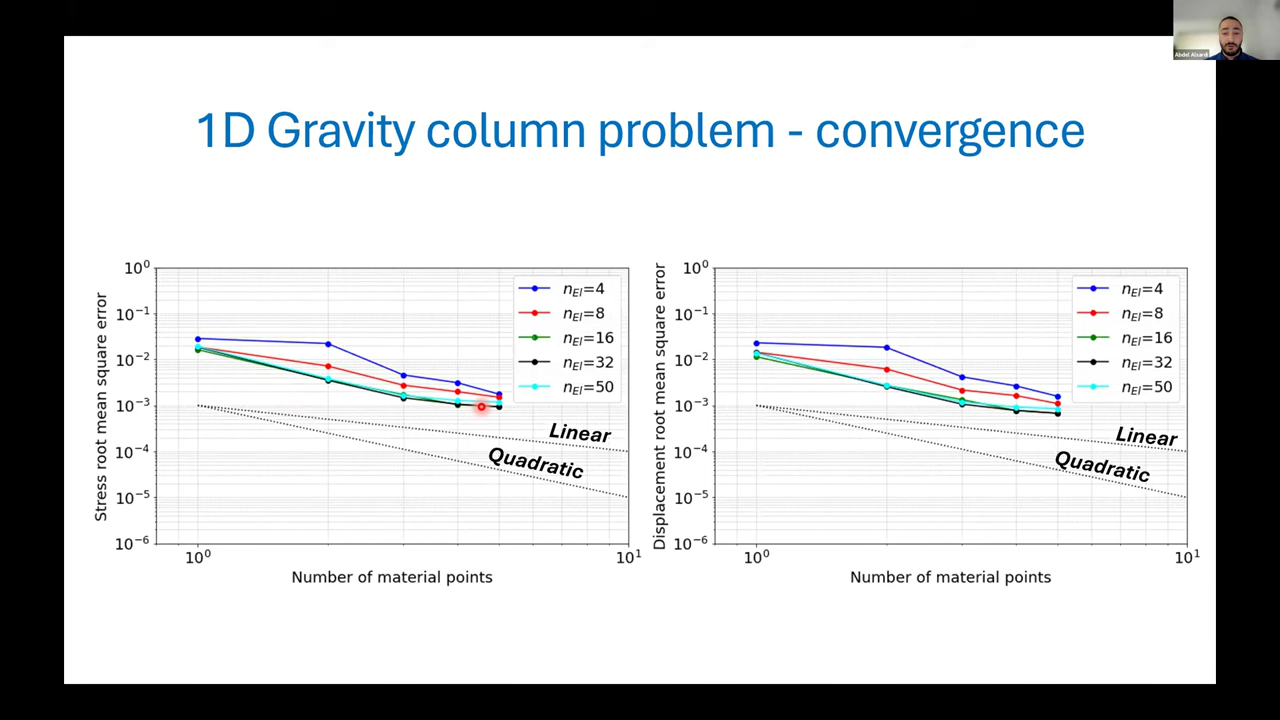 Abdel Alsardi
1D Gravity column problem - convergence
Stress root mean square error
10⁰
10⁻¹
10⁻²
10⁻³
10⁻⁴
10⁻⁵
10⁻⁶
n_El=4
n_El=8
n_El=16
n_El=32
n_El=50
Linear
Quadratic
10⁰
10¹
Number of material points
Displacement root mean square error
10⁰
10⁻¹
10⁻²
10⁻³
10⁻⁴
10⁻⁵
10⁻⁶
n_El=4
n_El=8
n_El=16
n_El=32
n_El=50
Linear
Quadratic
10⁰
10¹
Number of material points